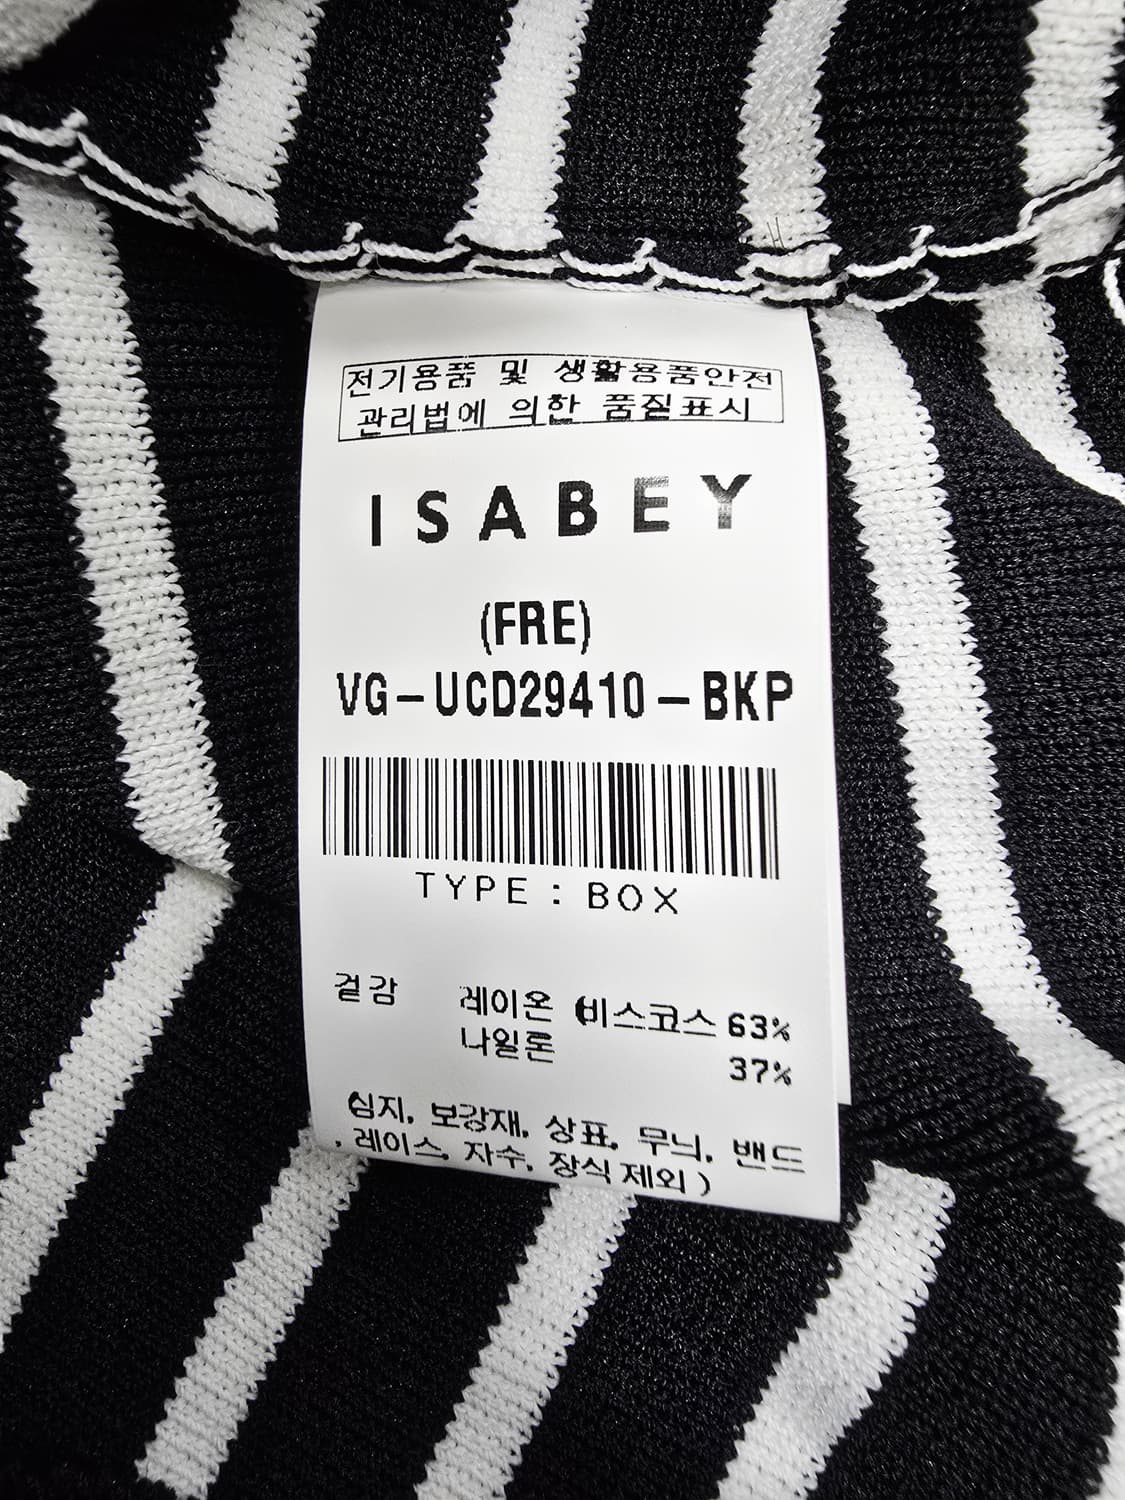 전기용품 및 생활용품안전
관리법에 의한 품질표시
ISABEY
(FRE)
VG-UCD29410-BKP
TYPE : BOX
겉감 레이온 (비스코스 63%
나일론 37%
심지, 보강재, 상표, 무늬, 밴드
, 레이스, 자수, 장식 제외)